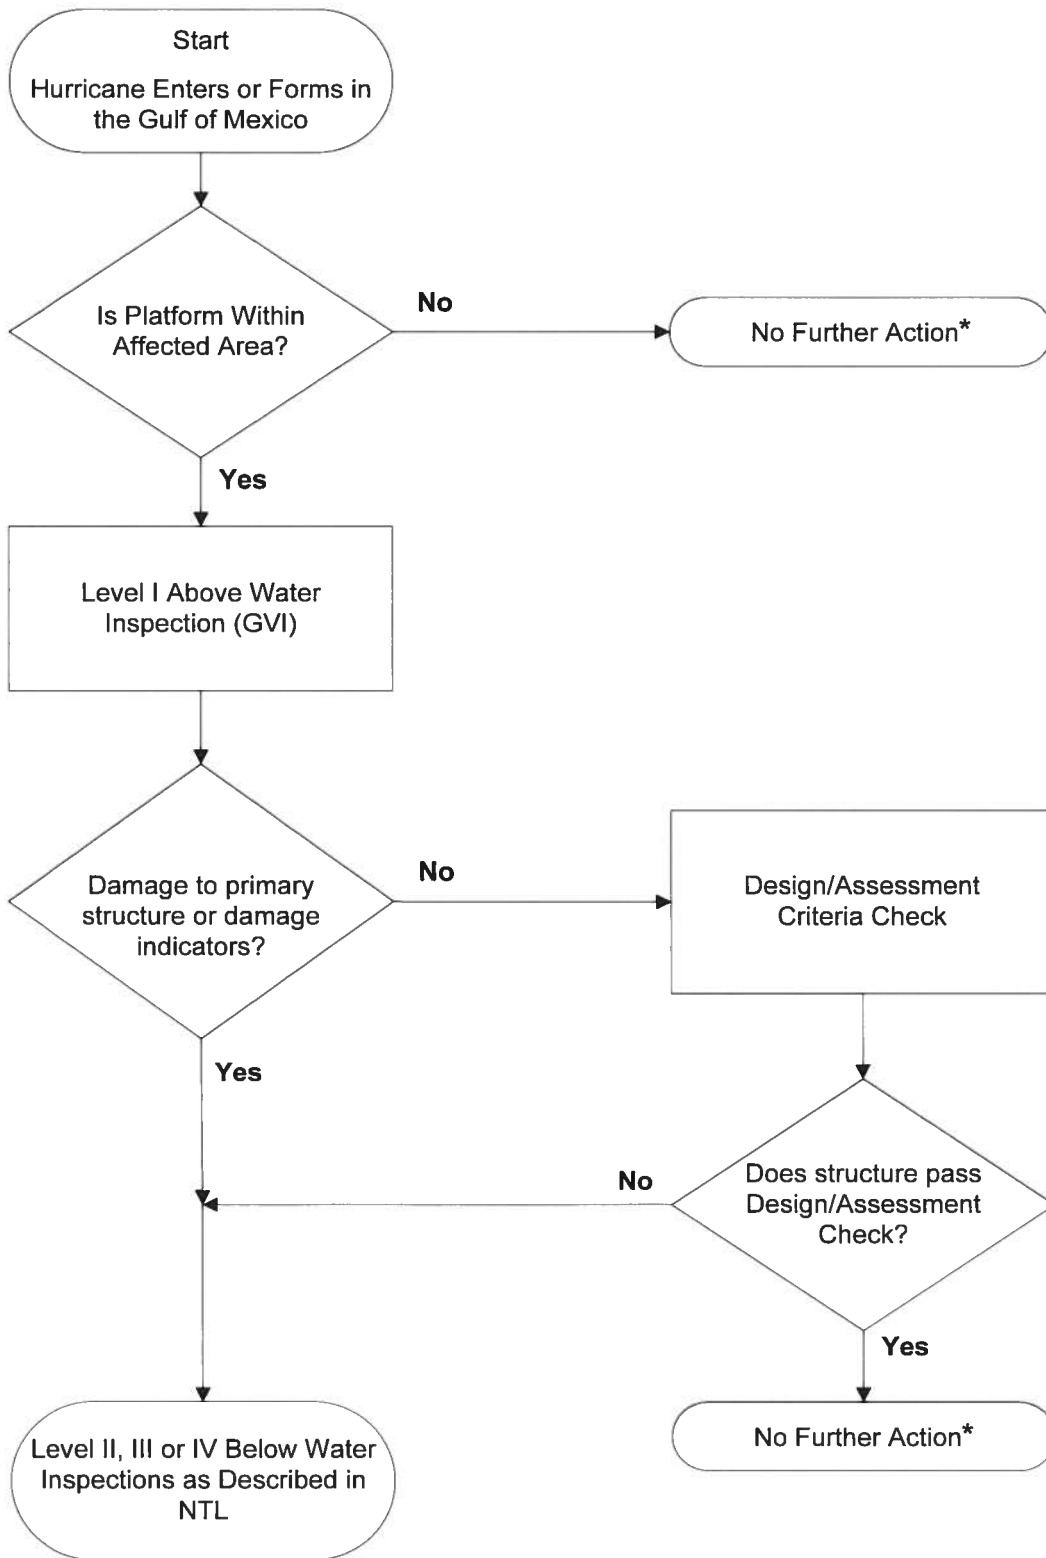 Start
Hurricane Enters or Forms in
the Gulf of Mexico
Is Platform Within
Affected Area?
No
No Further Action*
Yes
Level I Above Water
Inspection (GVI)
Damage to primary
structure or damage
indicators?
No
Design/Assessment
Criteria Check
Yes
Does structure pass
Design/Assessment
Check?
No
Yes
No Further Action*
Level II, III or IV Below Water
Inspections as Described in
NTL